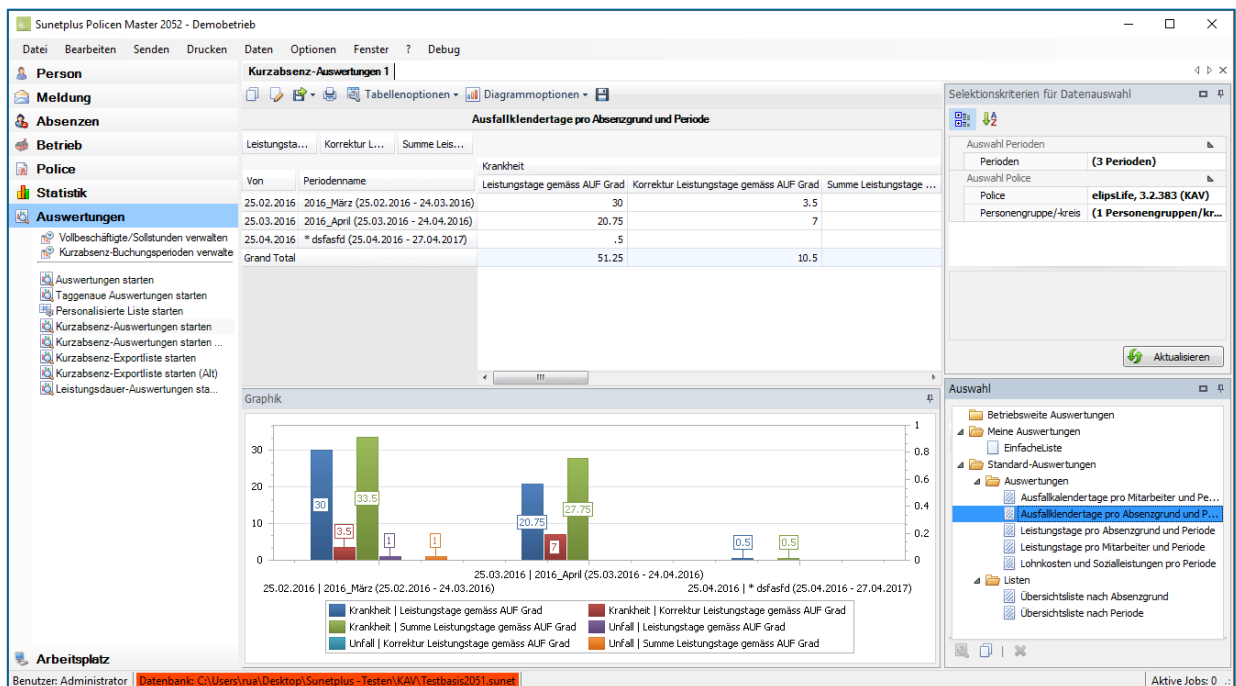 Sunetplus Policen Master 2052 - Demobetrieb
Datei Bearbeiten Senden Drucken Daten Optionen Fenster ? Debug
Person
Meldung
Absenzen
Betrieb
Police
Statistik
Auswertungen
Vollbeschäftigte/Sollstunden verwalten
Kurzabsenz-Buchungsperioden verwalte
Auswertungen starten
Taggenaue Auswertungen starten
Personalisierte Liste starten
Kurzabsenz-Auswertungen starten
Kurzabsenz-Auswertungen starten ...
Kurzabsenz-Exportliste starten
Kurzabsenz-Exportliste starten (Alt)
Leistungsdauer-Auswertungen sta...
Arbeitsplatz
Kurzabsenz-Auswertungen 1
Tabellenoptionen Diagrammoptionen
Ausfallklendertage pro Absenzgrund und Periode
Leistungsta... Korrektur L... Summe Leis...
Krankheit
Von Periodenname Leistungstage gemäss AUF Grad Korrektur Leistungstage gemäss AUF Grad Summe Leistungstage ...
25.02.2016 2016_März (25.02.2016 - 24.03.2016) 30 3.5
25.03.2016 2016_April (25.03.2016 - 24.04.2016) 20.75 7
25.04.2016 * dsfasfd (25.04.2016 - 27.04.2017) .5
Grand Total 51.25 10.5
Graphik
30
20
10
0
1
0.8
0.6
0.4
0.2
0
30 3.5 33.5 1 1
20.75 7 27.75
0.5 0.5
25.03.2016 | 2016_April (25.03.2016 - 24.04.2016)
25.02.2016 | 2016_März (25.02.2016 - 24.03.2016) 25.04.2016 | * dsfasfd (25.04.2016 - 27.04.2017)
Krankheit | Leistungstage gemäss AUF Grad Krankheit | Korrektur Leistungstage gemäss AUF Grad
Krankheit | Summe Leistungstage gemäss AUF Grad Unfall | Leistungstage gemäss AUF Grad
Unfall | Korrektur Leistungstage gemäss AUF Grad Unfall | Summe Leistungstage gemäss AUF Grad
Selektionskriterien für Datenauswahl
Auswahl Perioden
Perioden (3 Perioden)
Auswahl Police
Police elipsLife, 3.2.383 (KAV)
Personengruppe/-kreis (1 Personengruppen/kr...
Aktualisieren
Auswahl
Betriebsweite Auswertungen
Meine Auswertungen
EinfacheListe
Standard-Auswertungen
Auswertungen
Ausfallkalendertage pro Mitarbeiter und Pe...
Ausfallklendertage pro Absenzgrund und P...
Leistungstage pro Absenzgrund und Periode
Leistungstage pro Mitarbeiter und Periode
Lohnkosten und Sozialleistungen pro Periode
Listen
Übersichtsliste nach Absenzgrund
Übersichtsliste nach Periode
Benutzer: Administrator Datenbank: C:\Users\rua\Desktop\Sunetplus -Testen\KAV\Testbasis2051.sunet Aktive Jobs: 0